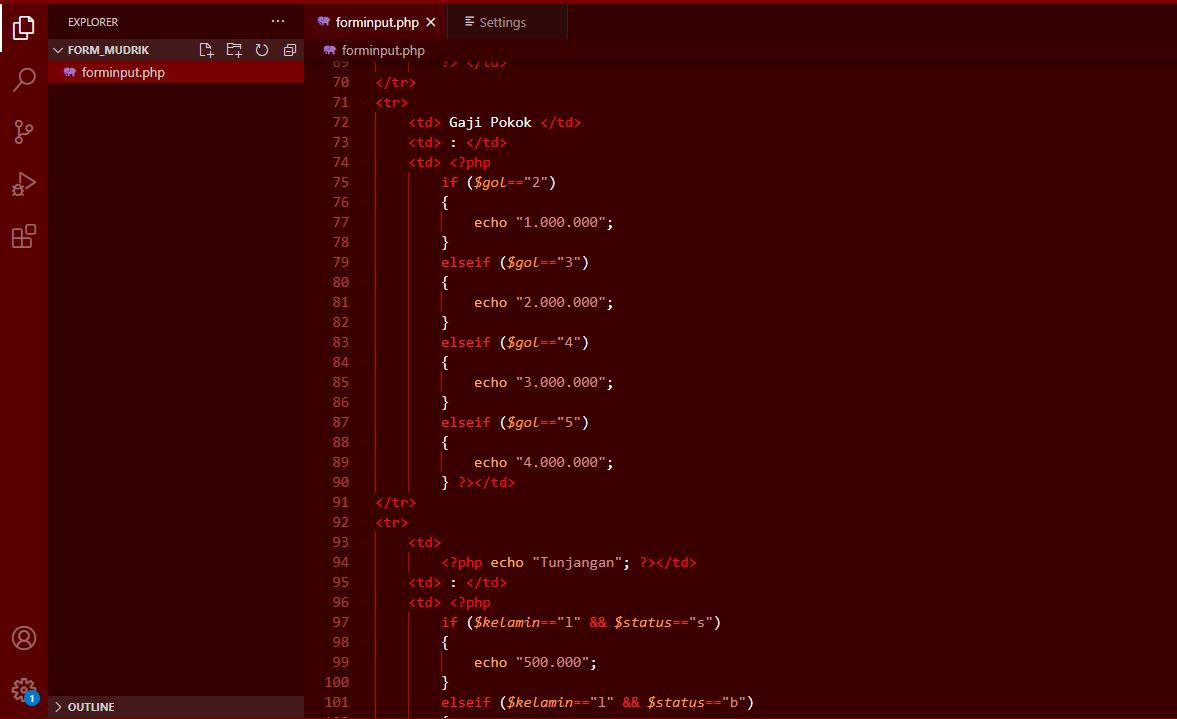 EXPLORER ...
FORM_MUDRIK
forminput.php
OUTLINE
1
forminput.php Settings
forminput.php
69 ?> </td>
70 </tr>
71 <tr>
72 <td> Gaji Pokok </td>
73 <td> : </td>
74 <td> <?php
75 if ($gol=="2")
76 {
77 echo "1.000.000";
78 }
79 elseif ($gol=="3")
80 {
81 echo "2.000.000";
82 }
83 elseif ($gol=="4")
84 {
85 echo "3.000.000";
86 }
87 elseif ($gol=="5")
88 {
89 echo "4.000.000";
90 } ?></td>
91 </tr>
92 <tr>
93 <td>
94 <?php echo "Tunjangan"; ?></td>
95 <td> : </td>
96 <td> <?php
97 if ($kelamin=="l" && $status=="s")
98 {
99 echo "500.000";
100 }
101 elseif ($kelamin=="l" && $status=="b")